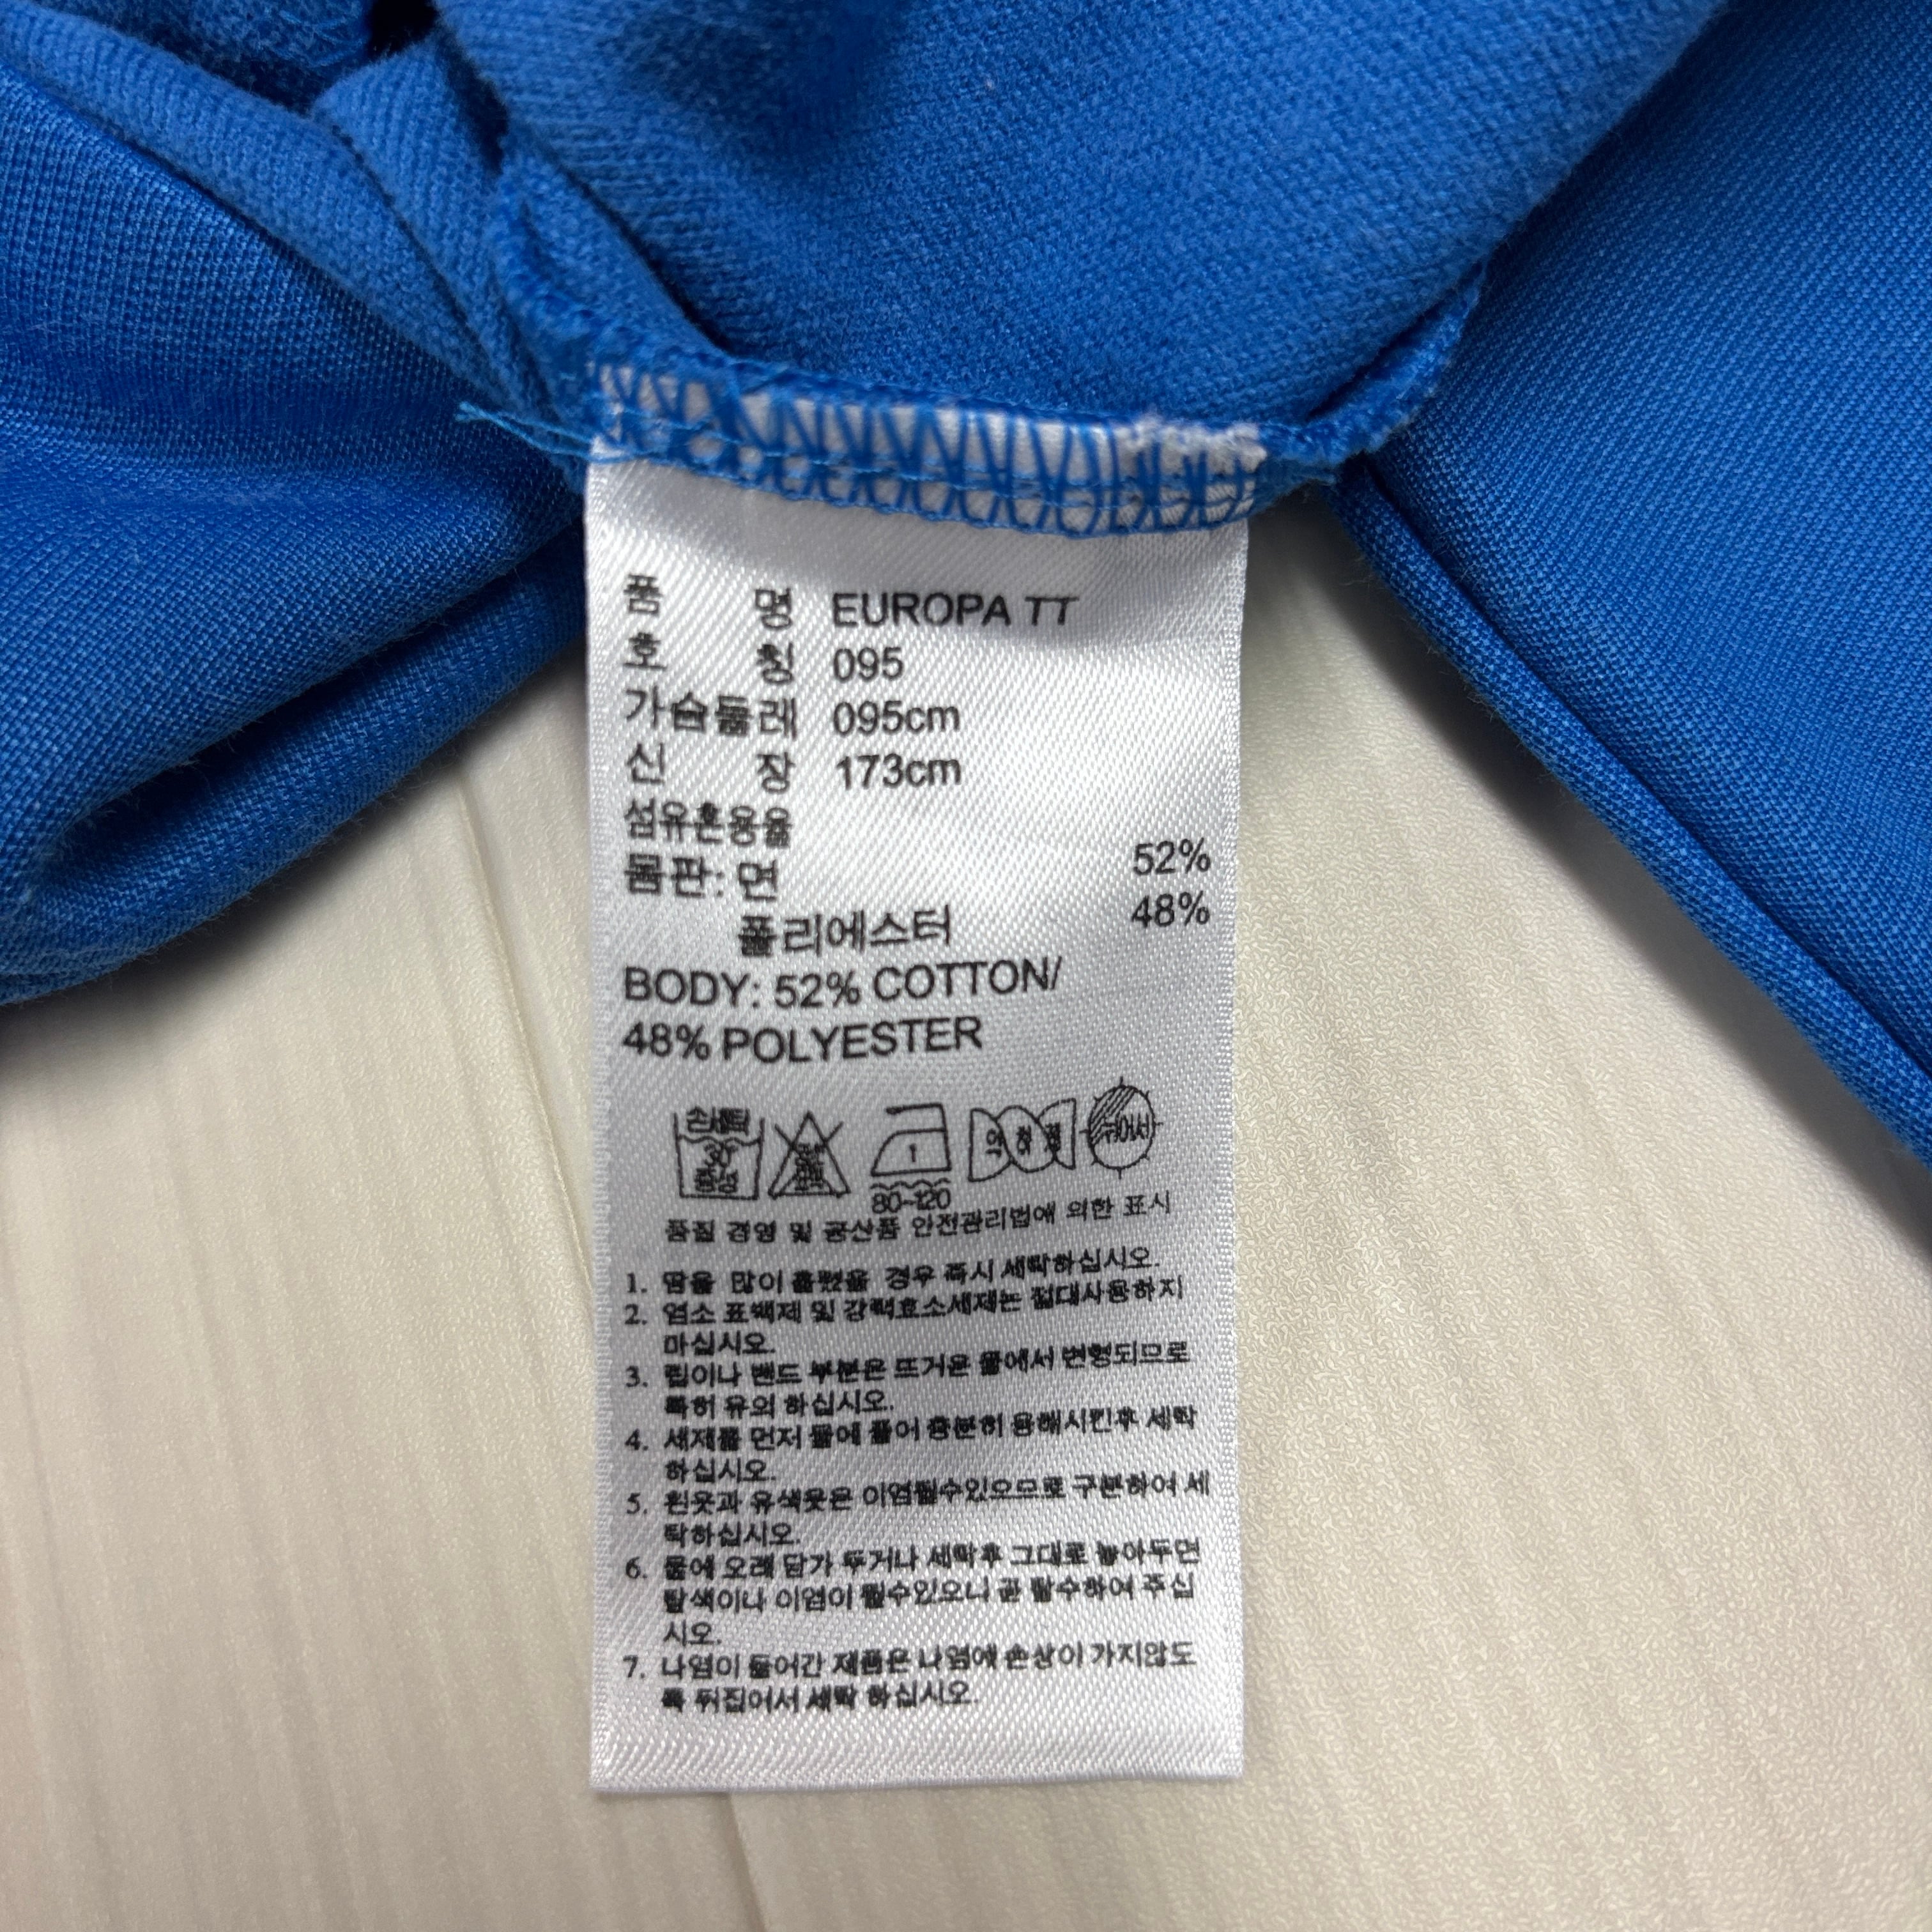 품 명 EUROPA TT
호 칭 095
가슴둘레 095cm
신 장 173cm
섬유혼용율
몸판: 면 52%
폴리에스터 48%
BODY: 52% COTTON/
48% POLYESTER
손세탁 약 30℃ 중성
1
80~120
약하게
뉘어서
품질 경영 및 공산품 안전관리법에 의한 표시
1. 땀을 많이 흘렸을 경우 즉시 세탁하십시오.
2. 염소 표백제 및 강력효소세제는 절대사용하지
마십시오.
3. 립이나 밴드 부분은 뜨거운 물에서 변형되므로
특히 유의 하십시오.
4. 세제를 먼저 물에 풀어 충분히 용해시킨후 세탁
하십시오.
5. 흰옷과 유색옷은 이염될수있으므로 구분하여 세
탁하십시오.
6. 물에 오래 담가 두거나 세탁후 그대로 놓아두면
탈색이나 이염이 될수있으니 곧 탈수하여 주십
시오.
7. 나염이 들어간 제품은 나염에 손상이 가지않도
록 뒤집어서 세탁 하십시오.